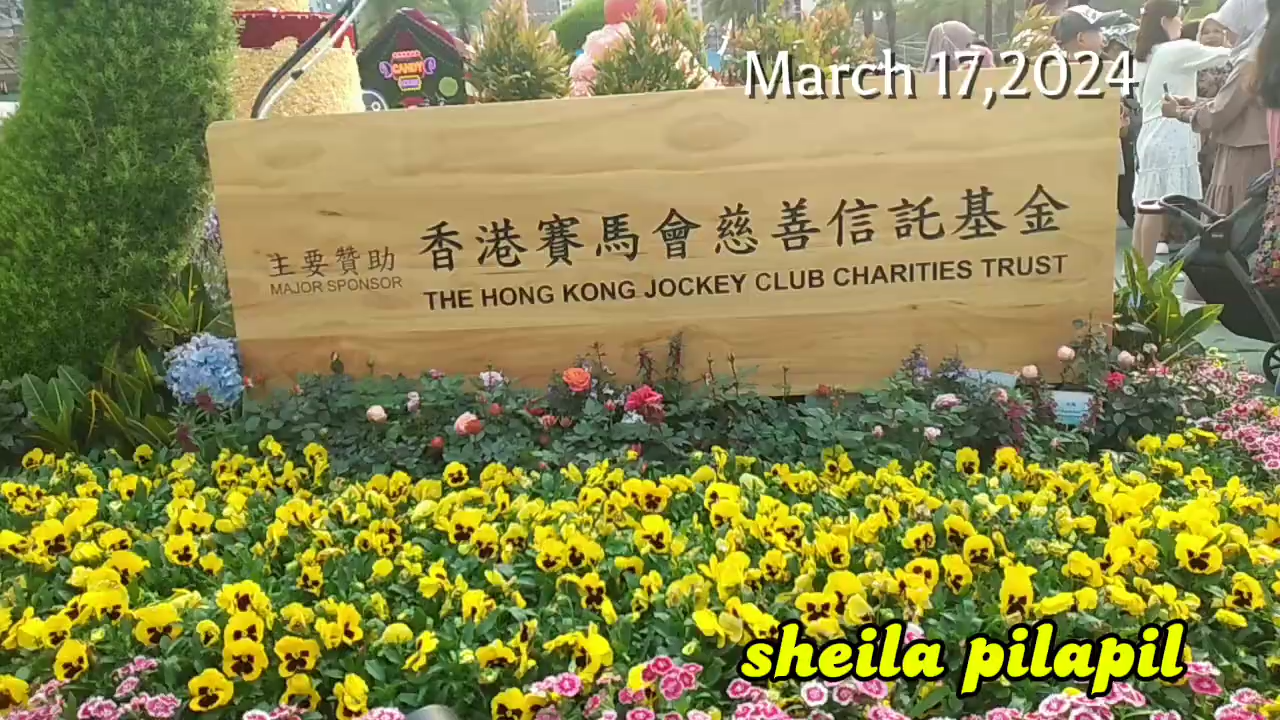 CANDY
March 17,2024
主要贊助
MAJOR SPONSOR
香港賽馬會慈善信託基金
THE HONG KONG JOCKEY CLUB CHARITIES TRUST
sheila pilapil